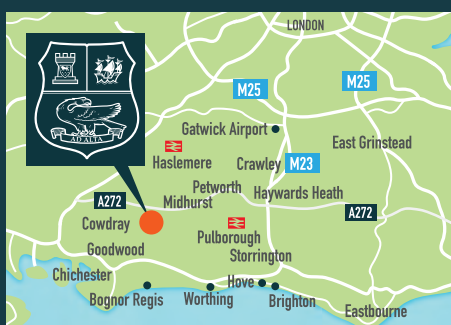 LONDON
M25
M25
Gatwick Airport
East Grinstead
Haslemere
Crawley
M23
Petworth
Haywards Heath
A272
Midhurst
A272
Cowdray
Pulborough
Goodwood
Storrington
Chichester
Hove
Bognor Regis
Worthing
Brighton
Eastbourne
AD ALTA